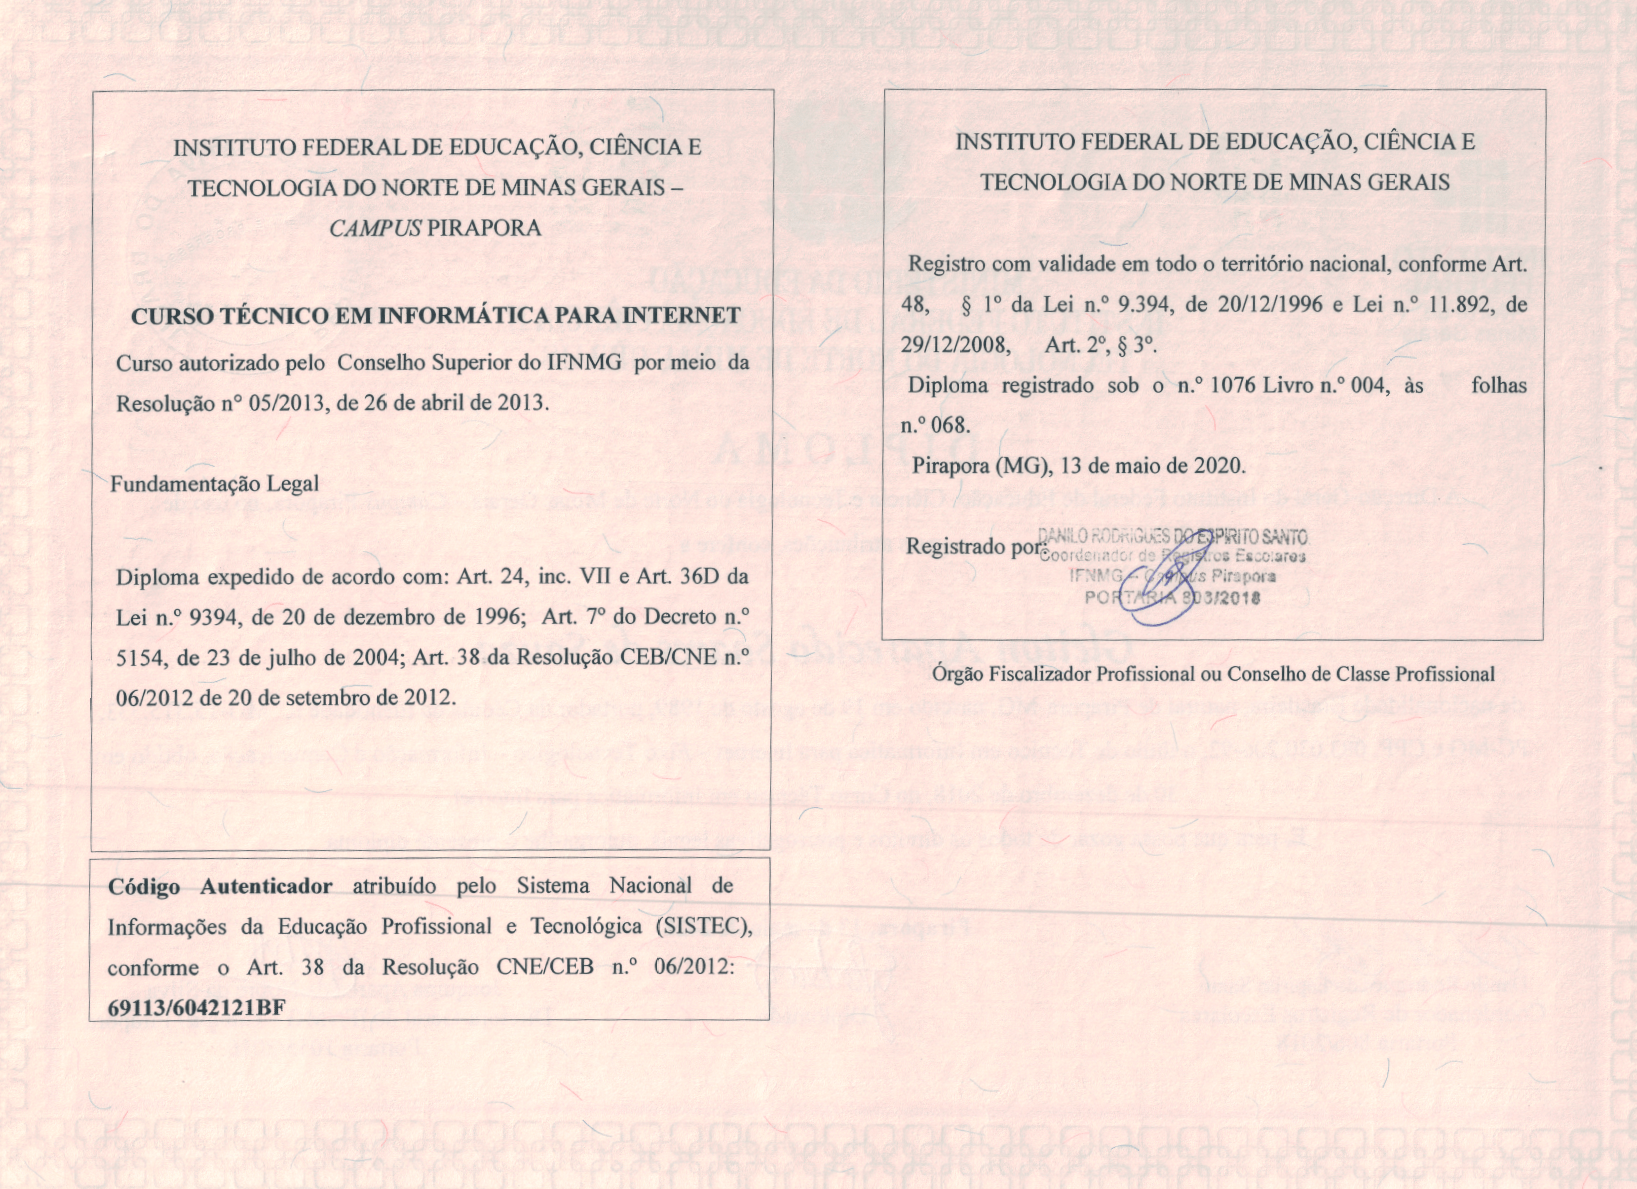 INSTITUTO FEDERAL DE EDUCAÇÃO, CIÊNCIA E
TECNOLOGIA DO NORTE DE MINAS GERAIS –
CAMPUS PIRAPORA
CURSO TÉCNICO EM INFORMÁTICA PARA INTERNET
Curso autorizado pelo Conselho Superior do IFNMG por meio da
Resolução n° 05/2013, de 26 de abril de 2013.
Fundamentação Legal
Diploma expedido de acordo com: Art. 24, inc. VII e Art. 36D da
Lei n.º 9394, de 20 de dezembro de 1996; Art. 7º do Decreto n.º
5154, de 23 de julho de 2004; Art. 38 da Resolução CEB/CNE n.º
06/2012 de 20 de setembro de 2012.
Código Autenticador atribuído pelo Sistema Nacional de
Informações da Educação Profissional e Tecnológica (SISTEC),
conforme o Art. 38 da Resolução CNE/CEB n.º 06/2012:
69113/6042121BF
INSTITUTO FEDERAL DE EDUCAÇÃO, CIÊNCIA E
TECNOLOGIA DO NORTE DE MINAS GERAIS
Registro com validade em todo o território nacional, conforme Art.
48, § 1º da Lei n.º 9.394, de 20/12/1996 e Lei n.º 11.892, de
29/12/2008, Art. 2º, § 3º.
Diploma registrado sob o n.º 1076 Livro n.º 004, às folhas
n.º 068.
Pirapora (MG), 13 de maio de 2020.
Registrado por:
DANILO RODRIGUES DO ESPIRITO SANTO
Coordenador de Registros Escolares
IFNMG – Campus Pirapora
PORTARIA 803/2018
Órgão Fiscalizador Profissional ou Conselho de Classe Profissional